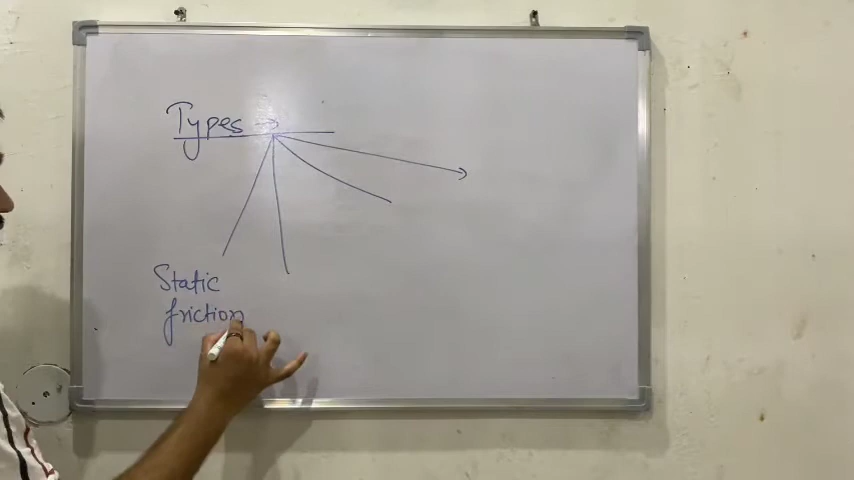 Types →
Static
friction